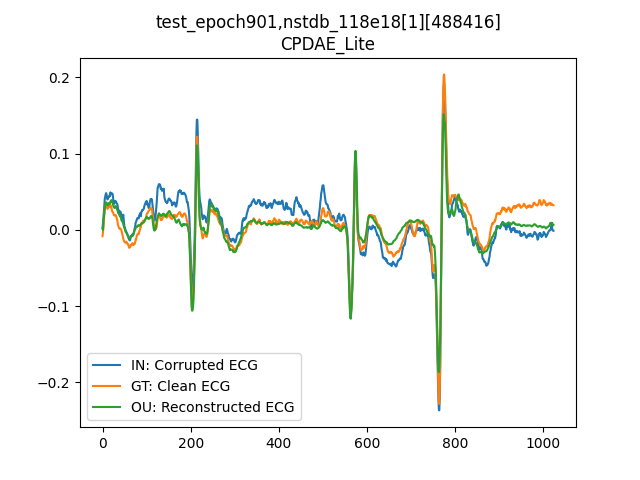 test_epoch901,nstdb_118e18[1][488416]
CPDAE_Lite
0.2
0.1
0.0
−0.1
−0.2
0
200
400
600
800
1000
IN: Corrupted ECG
GT: Clean ECG
OU: Reconstructed ECG